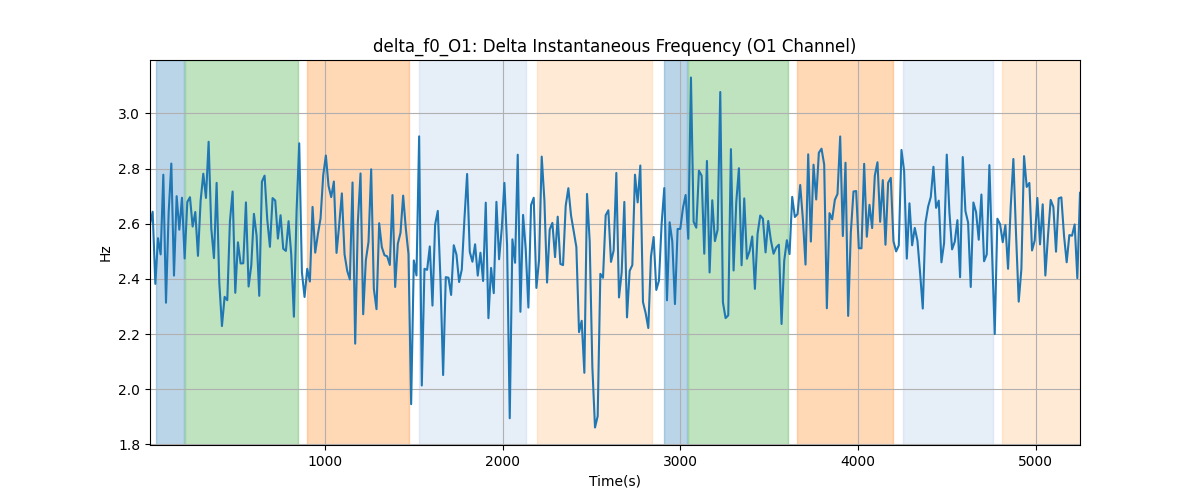 delta_f0_O1: Delta Instantaneous Frequency (O1 Channel)
3.0
2.8
2.6
2.4
2.2
2.0
1.8
Hz
1000 2000 3000 4000 5000
Time(s)